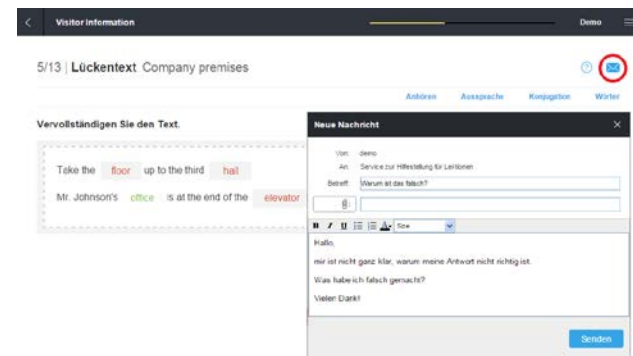 Visitor Information
Demo
5/13 | Lückentext Company premises
Anhören Aussprache Konjugation Wörter
Vervollständigen Sie den Text.
Take the floor up to the third hall
Mr. Johnson's office is at the end of the elevator
Neue Nachricht
Von: demo
An: Service zur Hilfestellung für Lektionen
Betreff: Warum ist das falsch?
B I U Size
Hallo,
mir ist nicht ganz klar, warum meine Antwort nicht richtig ist.
Was habe ich falsch gemacht?
Vielen Dank!
Senden